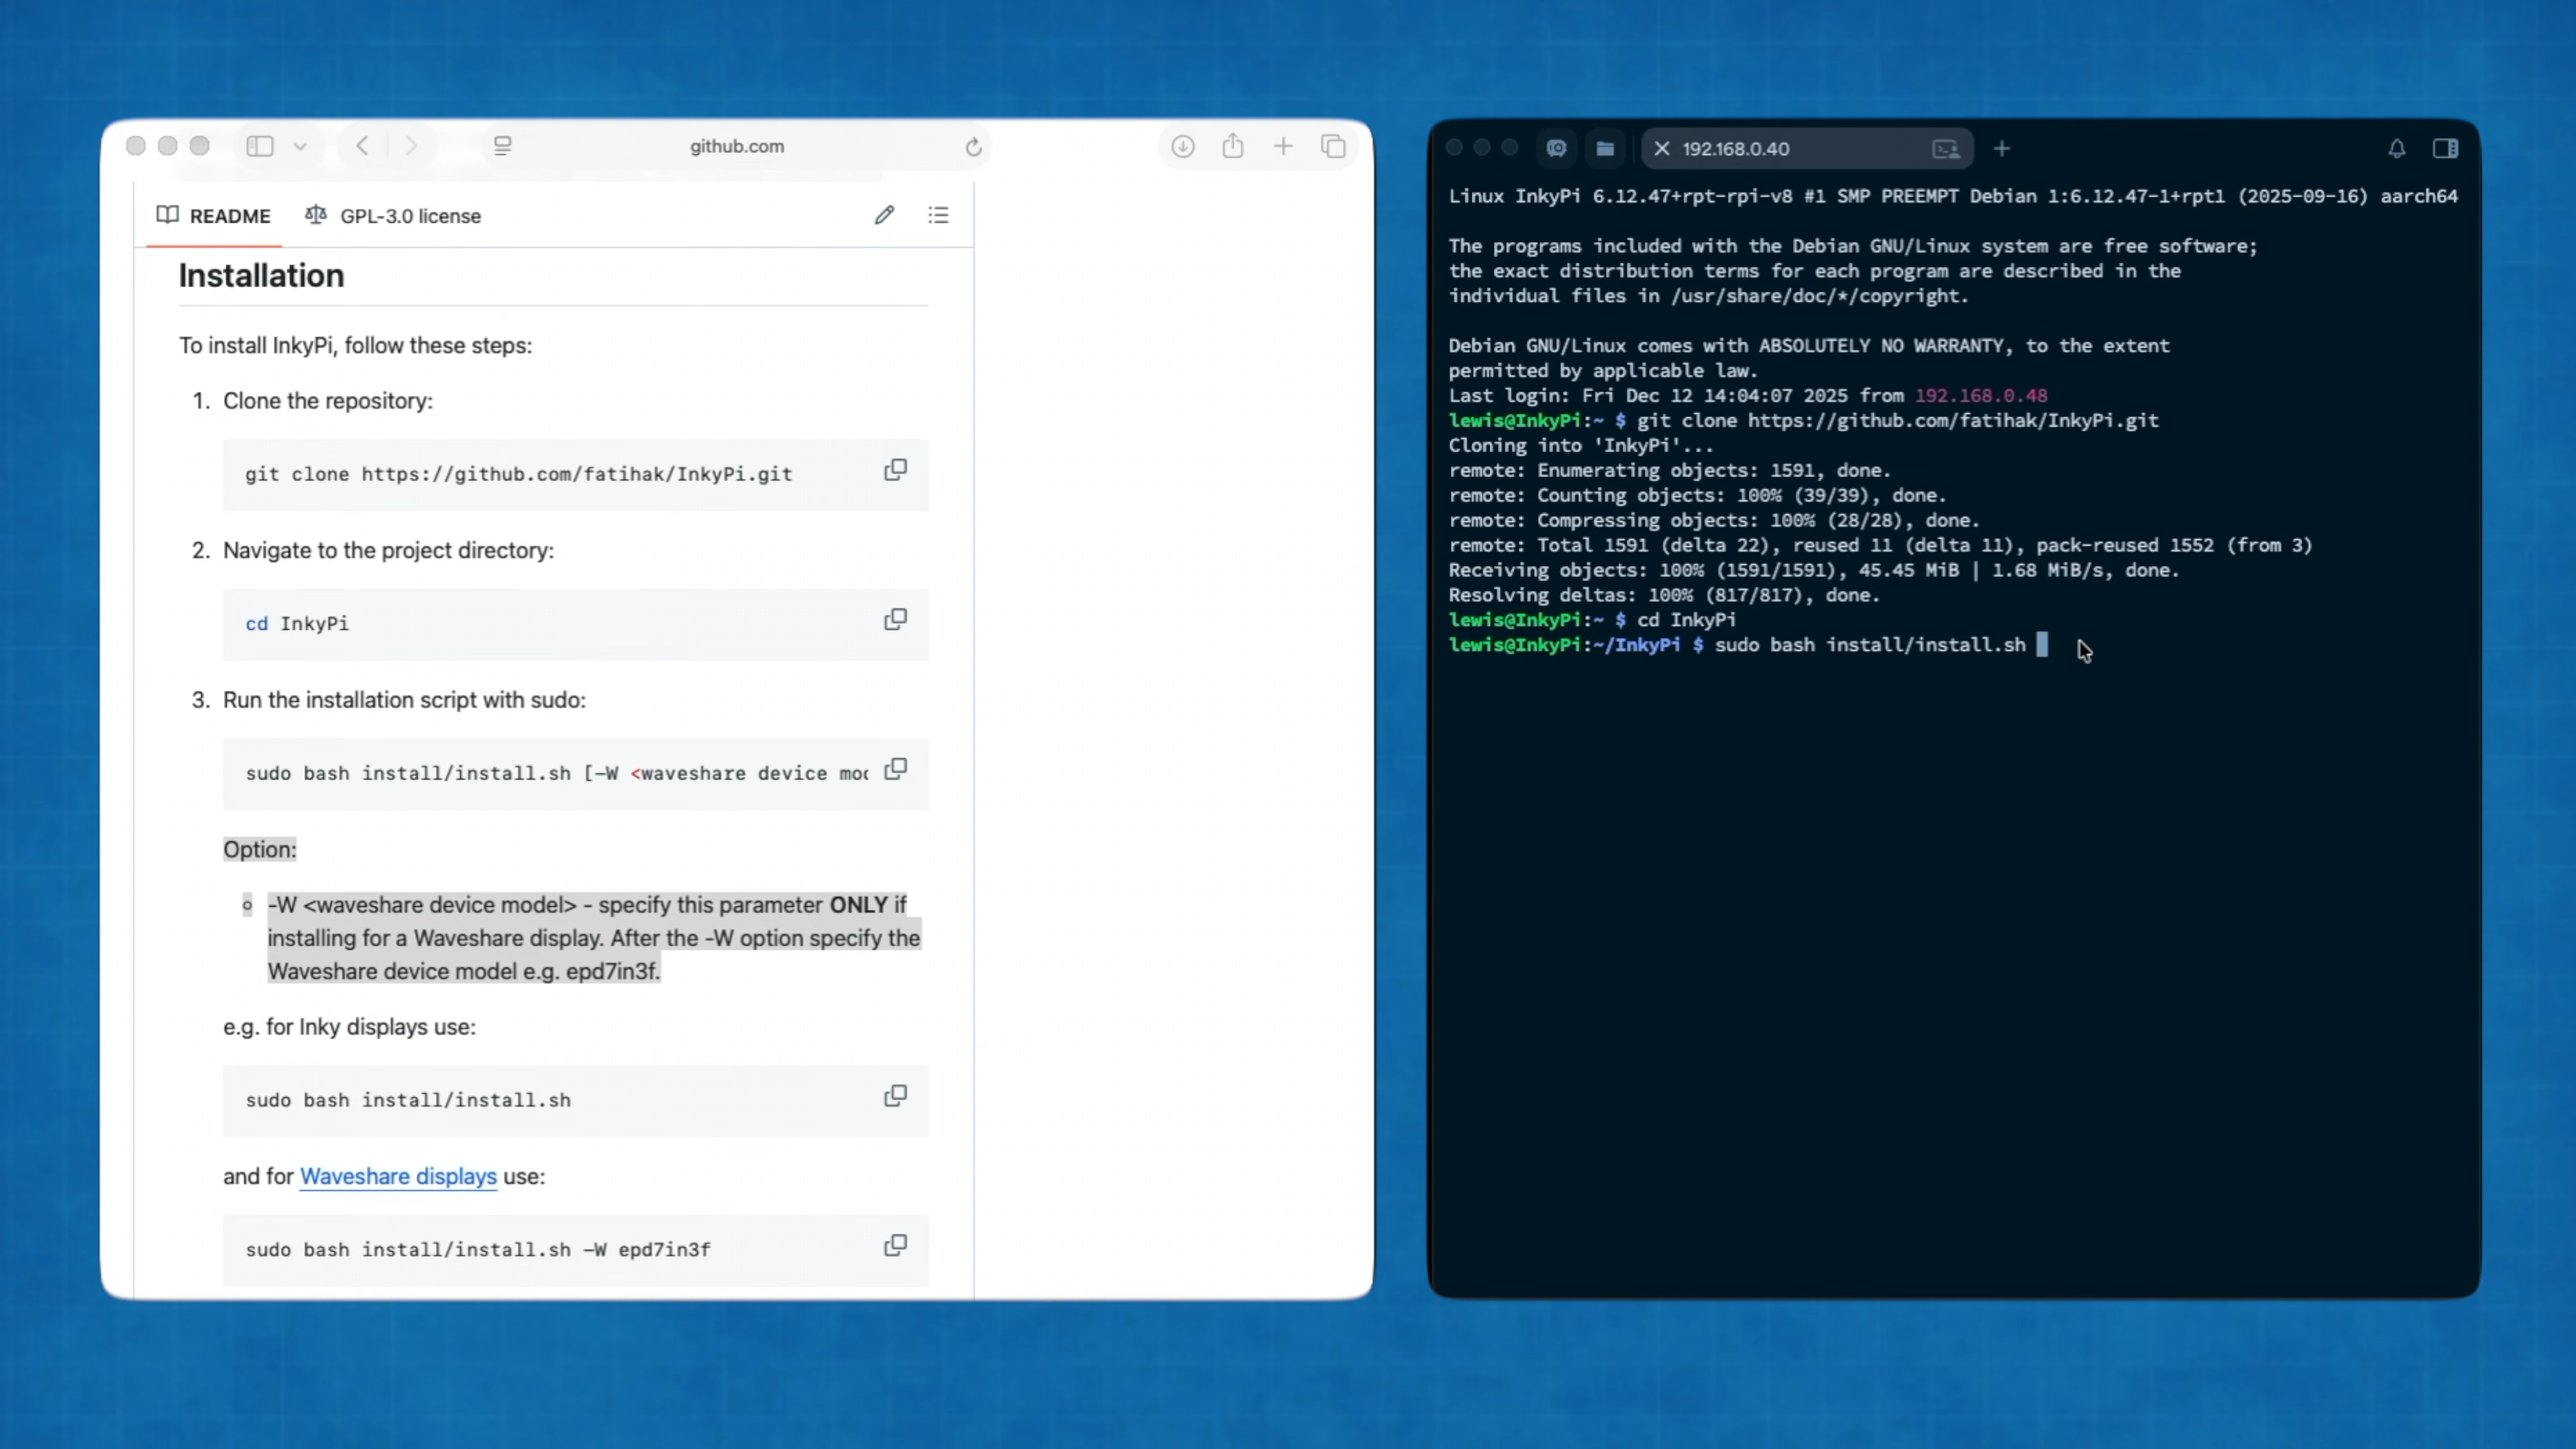 github.com
README
GPL-3.0 license
Installation
To install InkyPi, follow these steps:
1. Clone the repository:
git clone https://github.com/fatihak/InkyPi.git
2. Navigate to the project directory:
cd InkyPi
3. Run the installation script with sudo:
sudo bash install/install.sh [-W <waveshare device mod
Option:
-W <waveshare device model> - specify this parameter ONLY if
installing for a Waveshare display. After the -W option specify the
Waveshare device model e.g. epd7in3f.
e.g. for Inky displays use:
sudo bash install/install.sh
and for Waveshare displays use:
sudo bash install/install.sh -W epd7in3f
192.168.0.40
Linux InkyPi 6.12.47+rpt-rpi-v8 #1 SMP PREEMPT Debian 1:6.12.47-1+rpt1 (2025-09-16) aarch64
The programs included with the Debian GNU/Linux system are free software;
the exact distribution terms for each program are described in the
individual files in /usr/share/doc/*/copyright.
Debian GNU/Linux comes with ABSOLUTELY NO WARRANTY, to the extent
permitted by applicable law.
Last login: Fri Dec 12 14:04:07 2025 from 192.168.0.48
lewis@InkyPi:~ $ git clone https://github.com/fatihak/InkyPi.git
Cloning into 'InkyPi'...
remote: Enumerating objects: 1591, done.
remote: Counting objects: 100% (39/39), done.
remote: Compressing objects: 100% (28/28), done.
remote: Total 1591 (delta 22), reused 11 (delta 11), pack-reused 1552 (from 3)
Receiving objects: 100% (1591/1591), 45.45 MiB | 1.68 MiB/s, done.
Resolving deltas: 100% (817/817), done.
lewis@InkyPi:~ $ cd InkyPi
lewis@InkyPi:~/InkyPi $ sudo bash install/install.sh